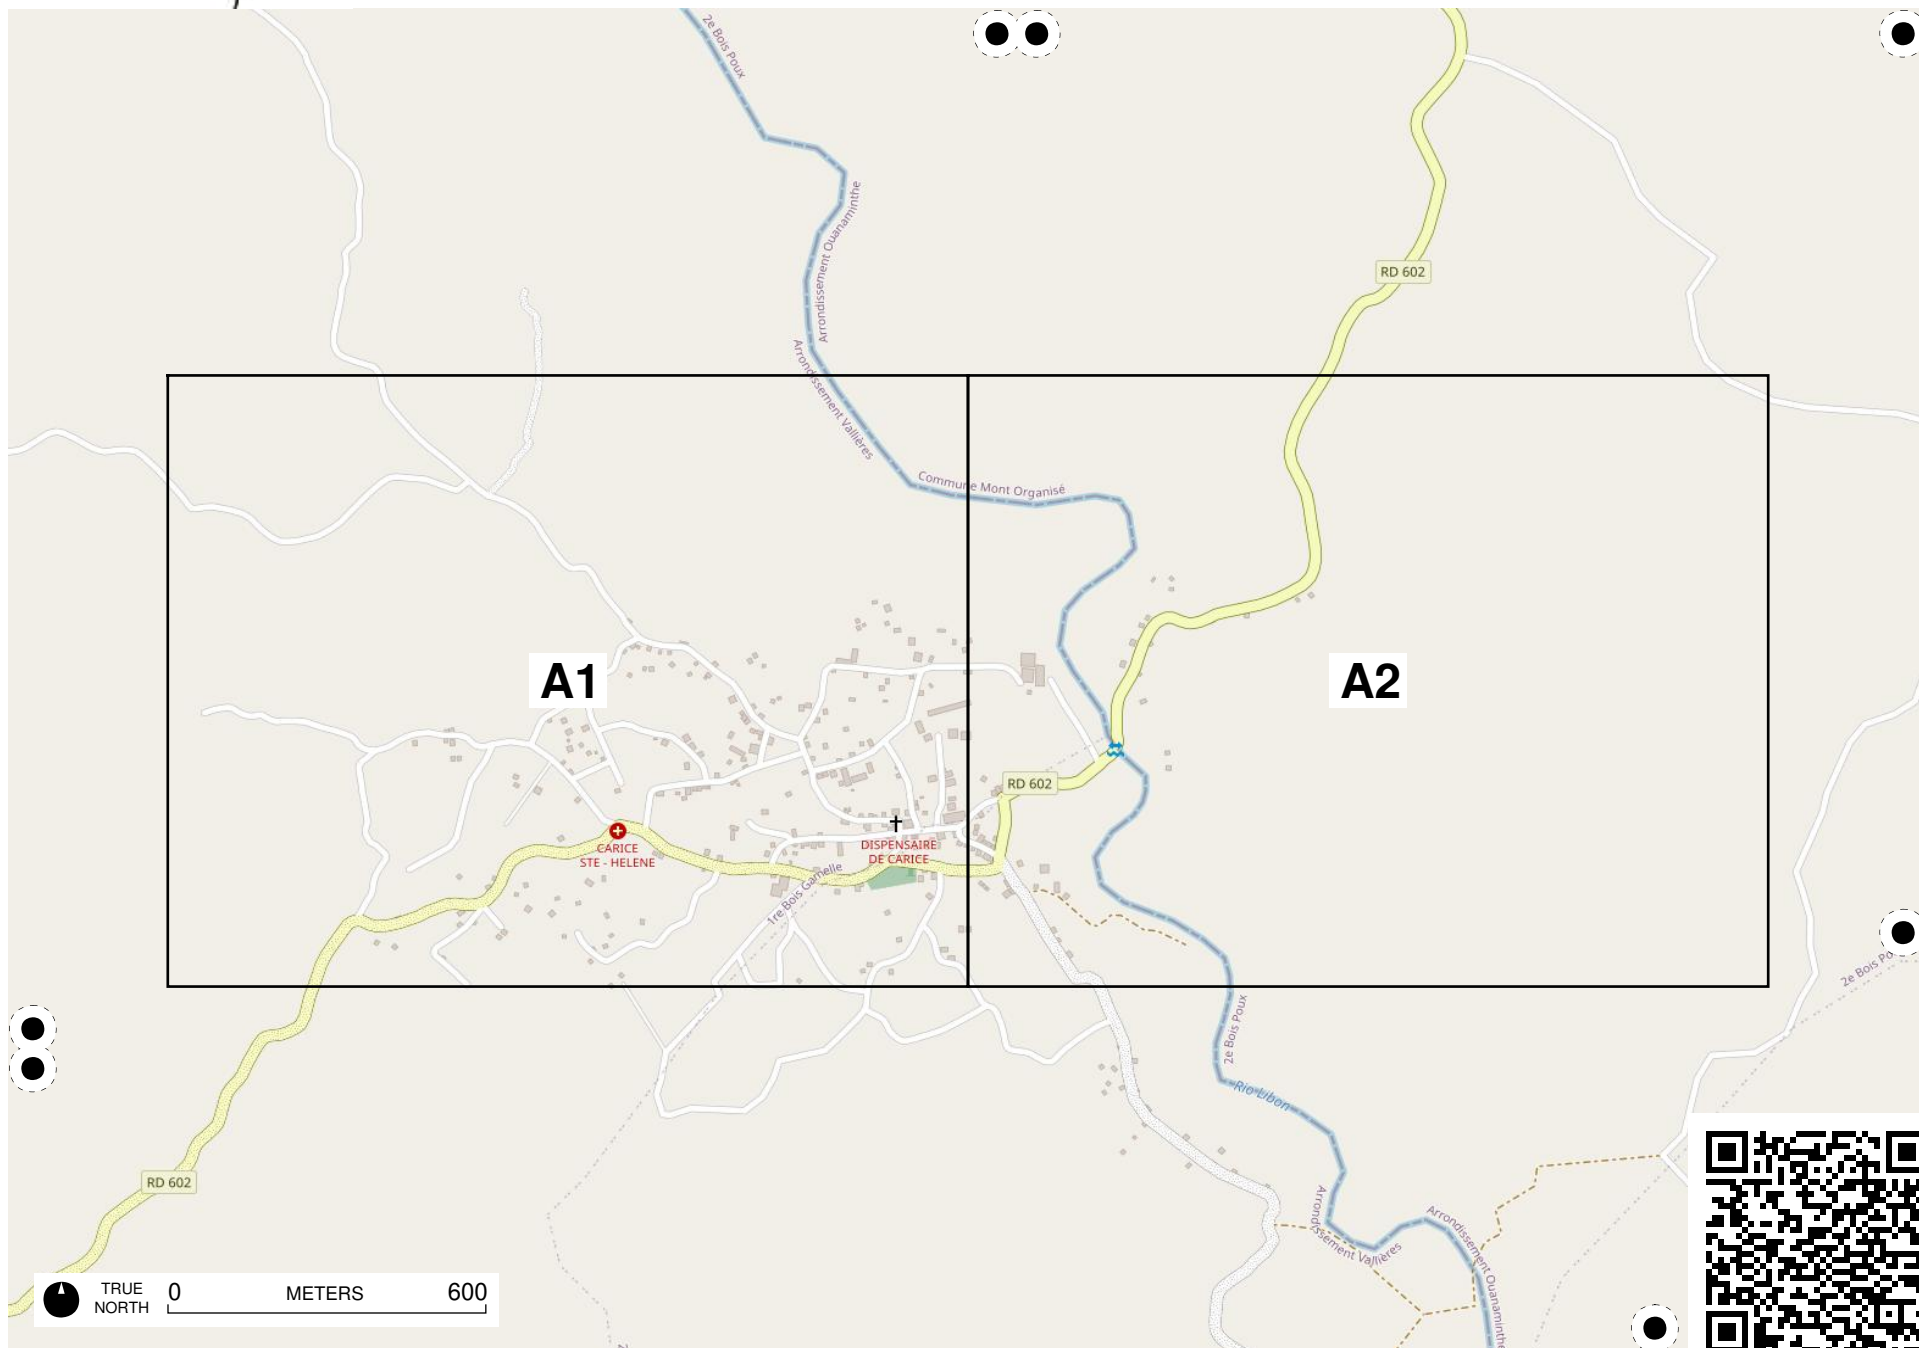 2e Bois Poux
Arrondissement Ouanaminthe
RD 602
Arrondissement Vallières
Commune Mont Organisé
A1
A2
RD 602
CARICE
STE - HELENE
DISPENSAIRE
DE CARICE
1re Bois Gamelle
2e Bois Po
2e Bois Poux
Rio Libon
RD 602
Arrondissement Vallières
Arrondissement Ouanaminthe
TRUE
NORTH
0 METERS 600